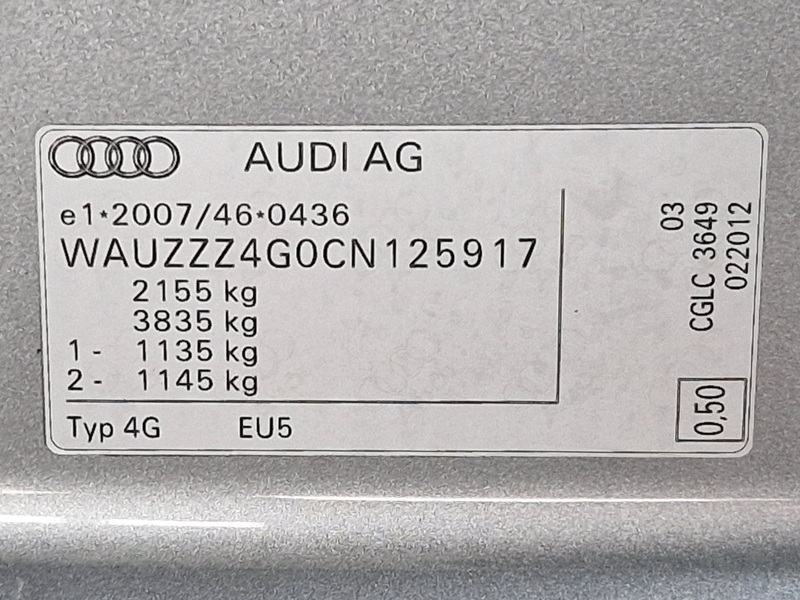 AUDI AG
e1*2007/46*0436
WAUZZZ4G0CN125917
2155 kg
3835 kg
1 - 1135 kg
2 - 1145 kg
Typ 4G EU5
03
CGLC 3649
022012
0,50